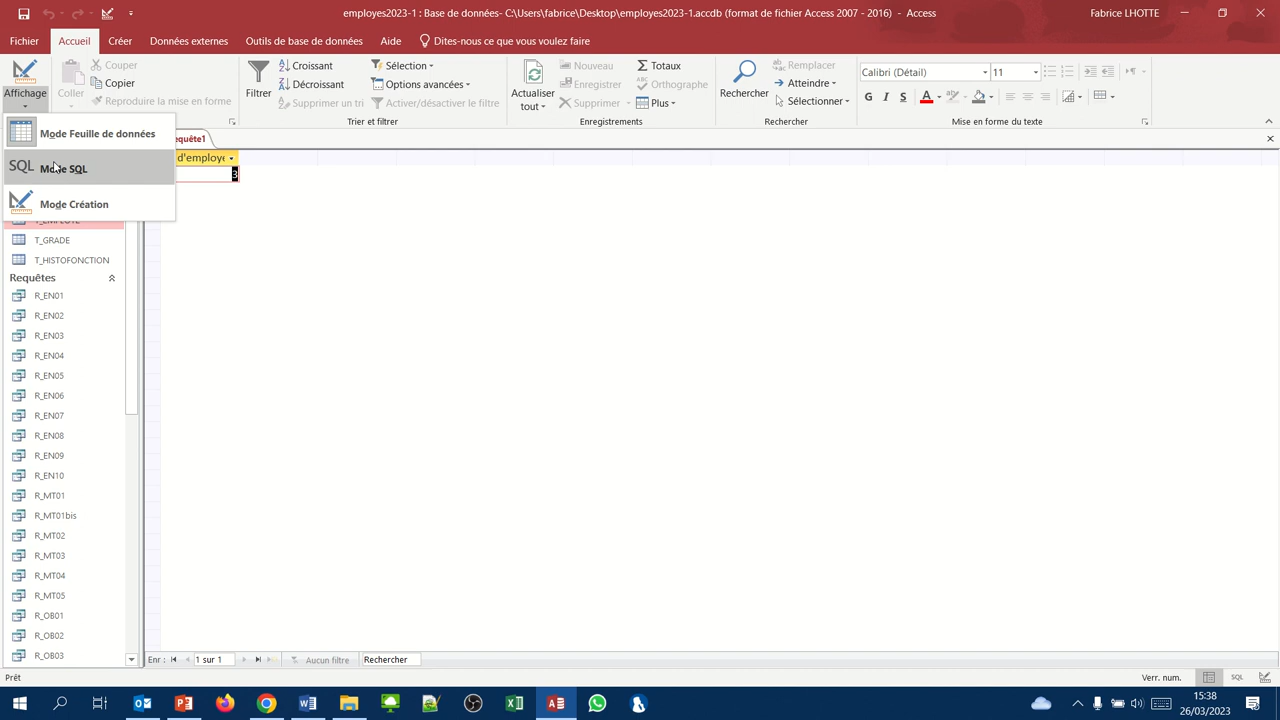 employes2023-1 : Base de données- C:\Users\fabrice\Desktop\employes2023-1.accdb (format de fichier Access 2007 - 2016) - Access
Fabrice LHOTTE
Fichier
Accueil
Créer
Données externes
Outils de base de données
Aide
Dites-nous ce que vous voulez faire
Affichage
Coller
Couper
Copier
Reproduire la mise en forme
Filtrer
Croissant
Décroissant
Supprimer un tri
Sélection
Options avancées
Activer/désactiver le filtre
Trier et filtrer
Actualiser
tout
Nouveau
Enregistrer
Supprimer
Totaux
Orthographe
Plus
Enregistrements
Rechercher
Remplacer
Atteindre
Sélectionner
Rechercher
Calibri (Détail)
11
G I S
Mise en forme du texte
Mode Feuille de données
SQL Mode SQL
Mode Création
equête1
d'employe
3
T_GRADE
T_HISTOFONCTION
Requêtes
R_EN01
R_EN02
R_EN03
R_EN04
R_EN05
R_EN06
R_EN07
R_EN08
R_EN09
R_EN10
R_MT01
R_MT01bis
R_MT02
R_MT03
R_MT04
R_MT05
R_OB01
R_OB02
R_OB03
Enr : 1 sur 1
Aucun filtre
Rechercher
Prêt
Verr. num.
SQL
15:38
26/03/2023